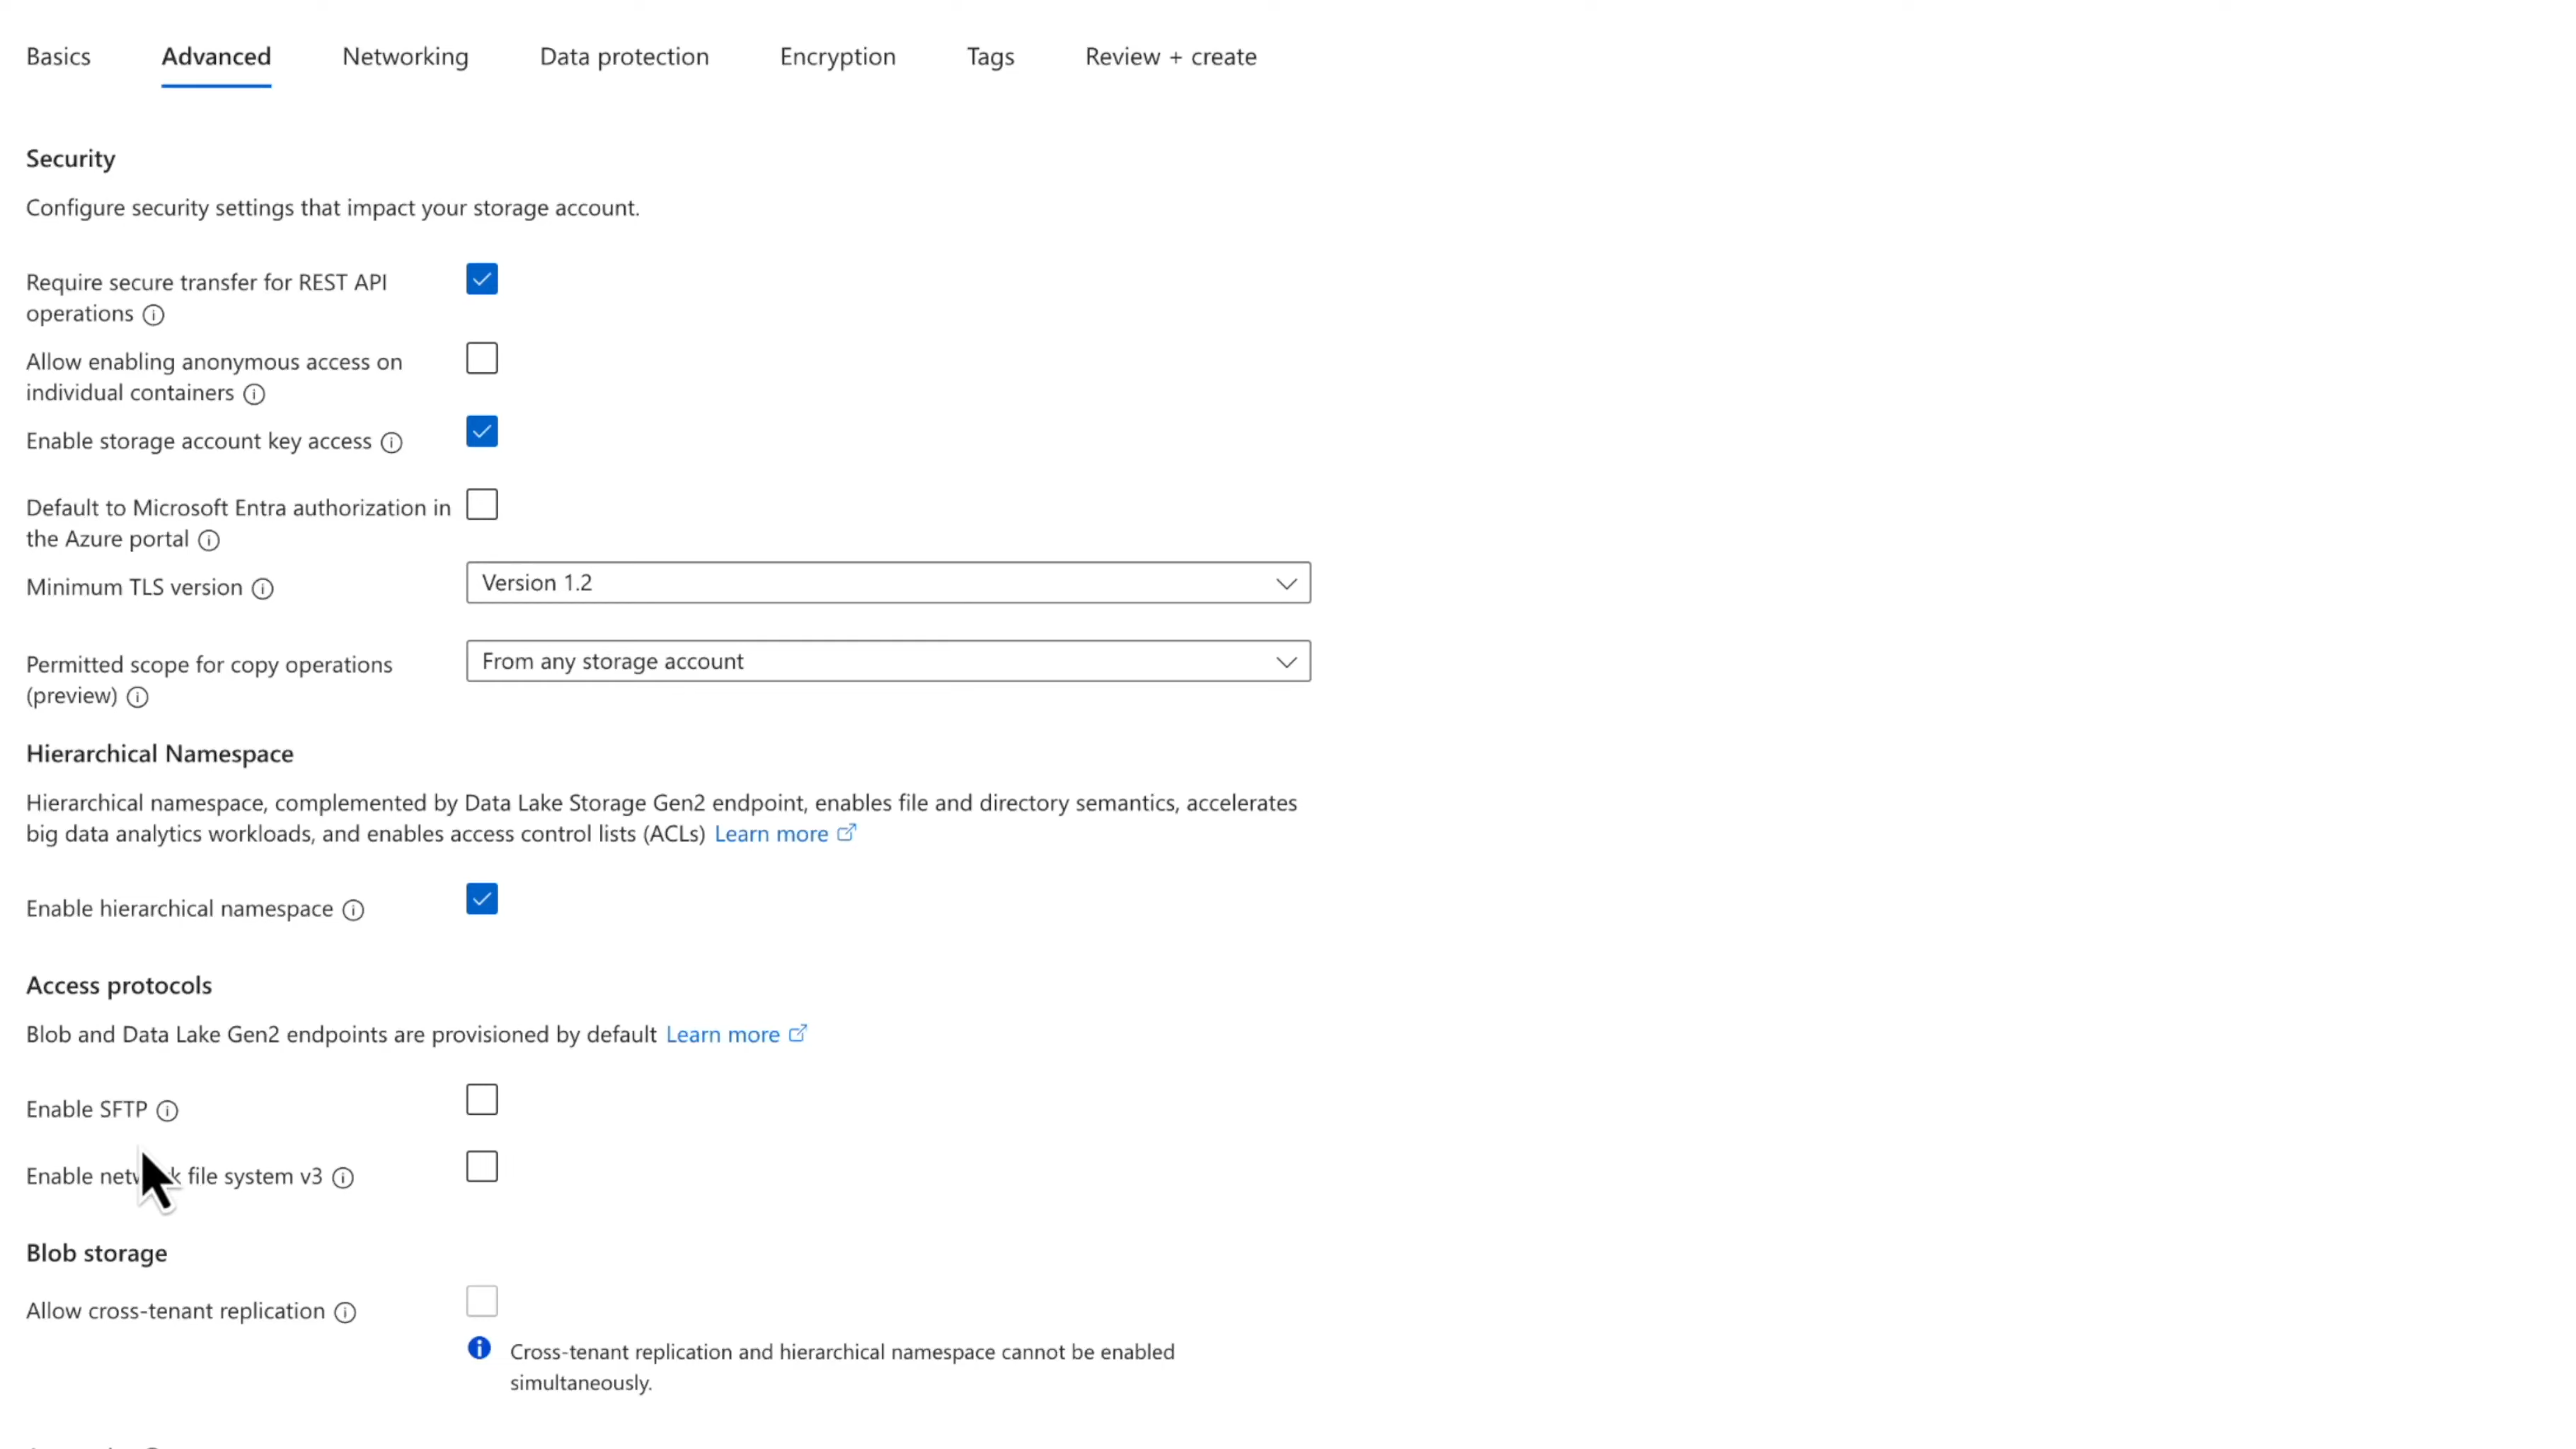 Basics Advanced Networking Data protection Encryption Tags Review + create
Security
Configure security settings that impact your storage account.
Require secure transfer for REST API
operations
Allow enabling anonymous access on
individual containers
Enable storage account key access
Default to Microsoft Entra authorization in
the Azure portal
Minimum TLS version Version 1.2
Permitted scope for copy operations From any storage account
(preview)
Hierarchical Namespace
Hierarchical namespace, complemented by Data Lake Storage Gen2 endpoint, enables file and directory semantics, accelerates
big data analytics workloads, and enables access control lists (ACLs) Learn more
Enable hierarchical namespace
Access protocols
Blob and Data Lake Gen2 endpoints are provisioned by default Learn more
Enable SFTP
Enable network file system v3
Blob storage
Allow cross-tenant replication
Cross-tenant replication and hierarchical namespace cannot be enabled
simultaneously.